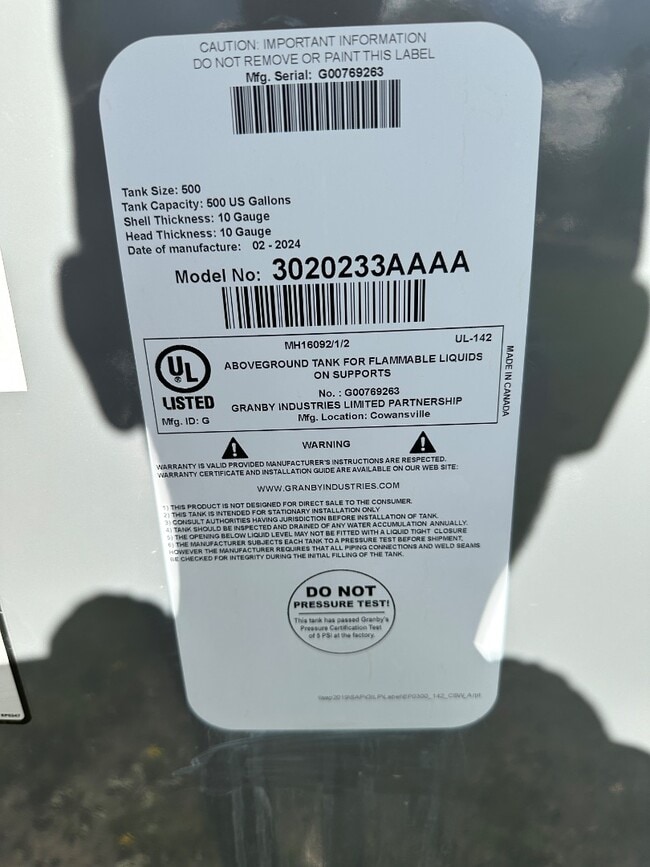 CAUTION: IMPORTANT INFORMATION
DO NOT REMOVE OR PAINT THIS LABEL
Mfg. Serial: G00769263
Tank Size: 500
Tank Capacity: 500 US Gallons
Shell Thickness: 10 Gauge
Head Thickness: 10 Gauge
Date of manufacture: 02 - 2024
Model No: 3020233AAAA
MH16092/1/2
UL-142
UL
LISTED
Mfg. ID: G
ABOVEGROUND TANK FOR FLAMMABLE LIQUIDS
ON SUPPORTS
No. : G00769263
GRANBY INDUSTRIES LIMITED PARTNERSHIP
Mfg. Location: Cowansville
MADE IN CANADA
WARNING
WARRANTY IS VALID PROVIDED MANUFACTURER'S INSTRUCTIONS ARE RESPECTED.
WARRANTY CERTIFICATE AND INSTALLATION GUIDE ARE AVAILABLE ON OUR WEB SITE:
WWW.GRANBYINDUSTRIES.COM
1) THIS PRODUCT IS NOT DESIGNED FOR DIRECT SALE TO THE CONSUMER.
2) THIS TANK IS INTENDED FOR STATIONARY INSTALLATION ONLY
3) CONSULT AUTHORITIES HAVING JURISDICTION BEFORE INSTALLATION OF TANK.
4) TANK SHOULD BE INSPECTED AND DRAINED OF ANY WATER ACCUMULATION ANNUALLY.
5) THE OPENING BELOW LIQUID LEVEL MAY NOT BE FITTED WITH A LIQUID TIGHT CLOSURE
6) THE MANUFACTURER SUBJECTS EACH TANK TO A PRESSURE TEST BEFORE SHIPMENT,
HOWEVER THE MANUFACTURER REQUIRES THAT ALL PIPING CONNECTIONS AND WELD SEAMS
BE CHECKED FOR INTEGRITY DURING THE INITIAL FILLING OF THE TANK.
DO NOT
PRESSURE TEST!
This tank has passed Granby's
Pressure Certification Test
of 5 PSI at the factory.